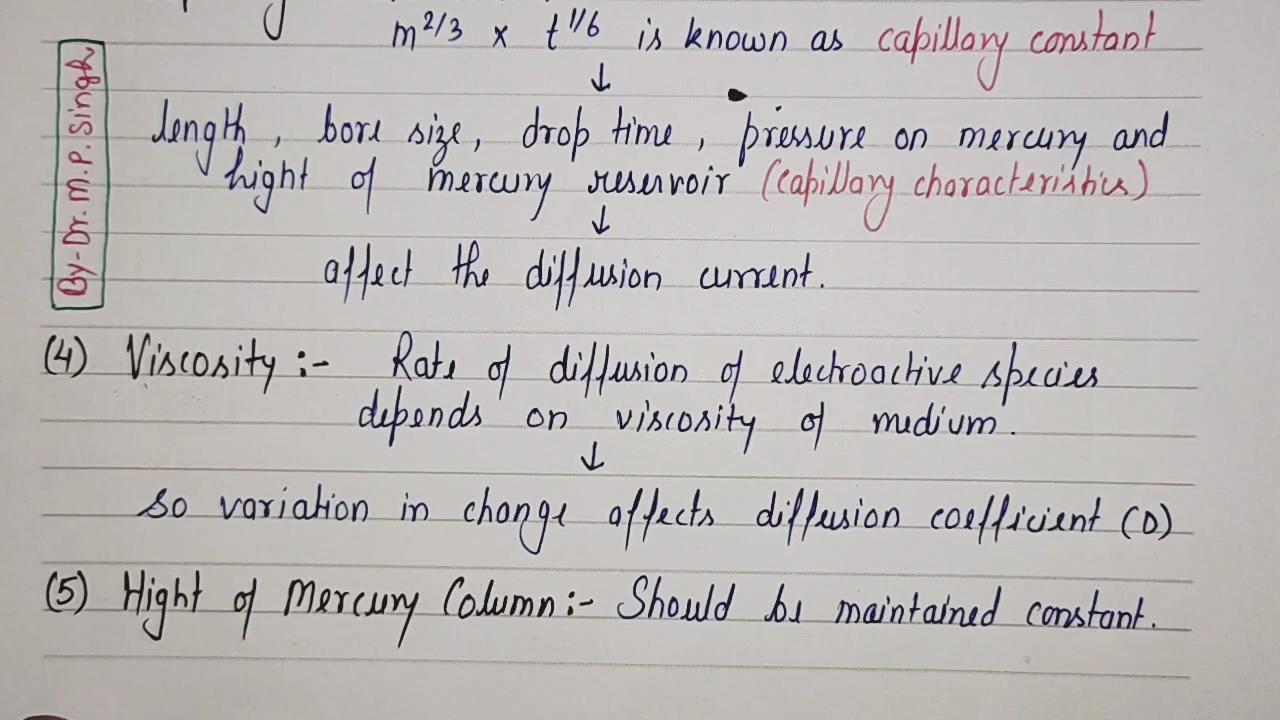 m2/3 x t1/6 is known as capillary constant
↓
length, bore size, drop time, pressure on mercury and
hight of mercury reservoir (capillary characteristics)
↓
affect the diffusion current.
(4) Viscosity :- Rate of diffusion of electroactive species
depends on viscosity of medium.
↓
so variation in change affects diffusion coefficient (D)
(5) Hight of Mercury Column :- Should be maintained constant.
By- Dr. M.P. Singh